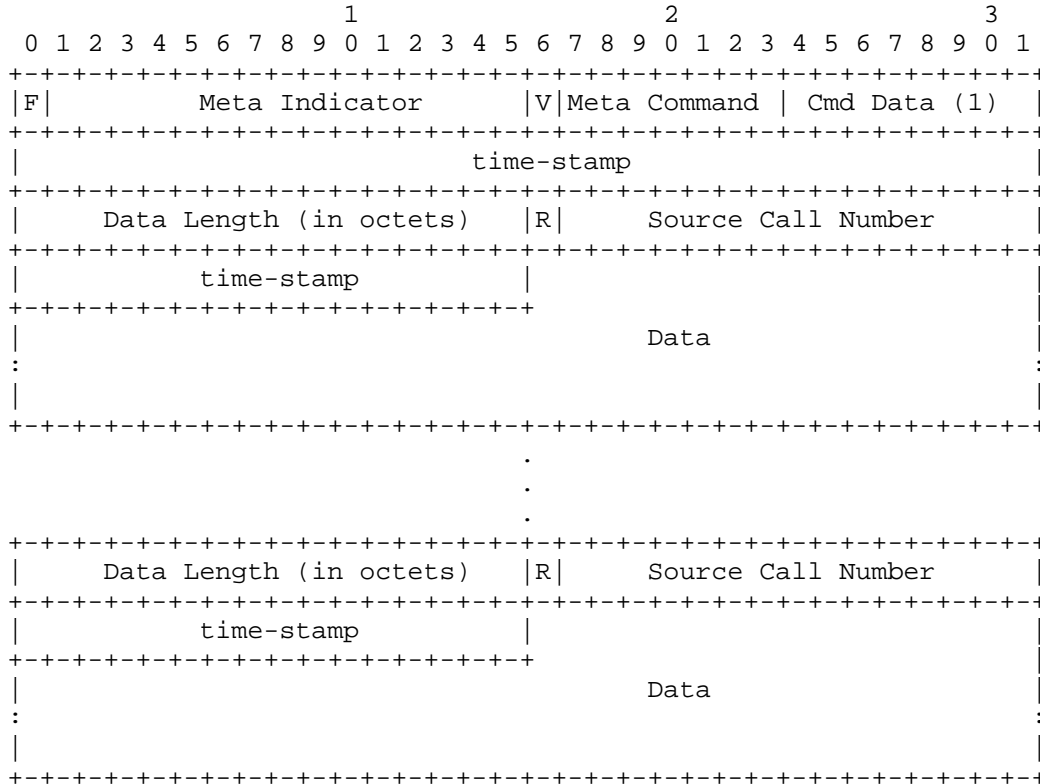 1                   2                   3
 0 1 2 3 4 5 6 7 8 9 0 1 2 3 4 5 6 7 8 9 0 1 2 3 4 5 6 7 8 9 0 1
+-+-+-+-+-+-+-+-+-+-+-+-+-+-+-+-+-+-+-+-+-+-+-+-+-+-+-+-+-+-+-+-+
|F|         Meta Indicator      |V|Meta Command | Cmd Data (1)  |
+-+-+-+-+-+-+-+-+-+-+-+-+-+-+-+-+-+-+-+-+-+-+-+-+-+-+-+-+-+-+-+-+
|                            time-stamp                         |
+-+-+-+-+-+-+-+-+-+-+-+-+-+-+-+-+-+-+-+-+-+-+-+-+-+-+-+-+-+-+-+-+
|     Data Length (in octets)   |R|     Source Call Number      |
+-+-+-+-+-+-+-+-+-+-+-+-+-+-+-+-+-+-+-+-+-+-+-+-+-+-+-+-+-+-+-+-+
|           time-stamp          |                               |
+-+-+-+-+-+-+-+-+-+-+-+-+-+-+-+-+                               |
|                                       Data                    |
:                                                               :
|                                                               |
+-+-+-+-+-+-+-+-+-+-+-+-+-+-+-+-+-+-+-+-+-+-+-+-+-+-+-+-+-+-+-+-+
                                .
                                .
                                .
+-+-+-+-+-+-+-+-+-+-+-+-+-+-+-+-+-+-+-+-+-+-+-+-+-+-+-+-+-+-+-+-+
|     Data Length (in octets)   |R|     Source Call Number      |
+-+-+-+-+-+-+-+-+-+-+-+-+-+-+-+-+-+-+-+-+-+-+-+-+-+-+-+-+-+-+-+-+
|           time-stamp          |                               |
+-+-+-+-+-+-+-+-+-+-+-+-+-+-+-+-+                               |
|                                       Data                    |
:                                                               :
|                                                               |
+-+-+-+-+-+-+-+-+-+-+-+-+-+-+-+-+-+-+-+-+-+-+-+-+-+-+-+-+-+-+-+-+